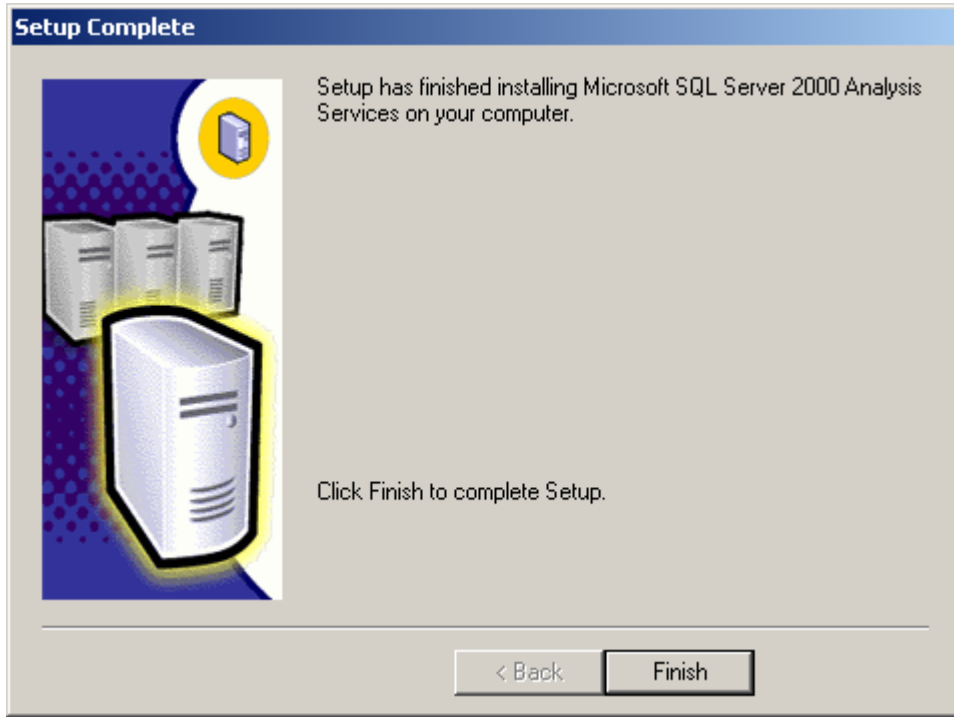 Setup Complete
Setup has finished installing Microsoft SQL Server 2000 Analysis
Services on your computer.
Click Finish to complete Setup.
< Back
Finish